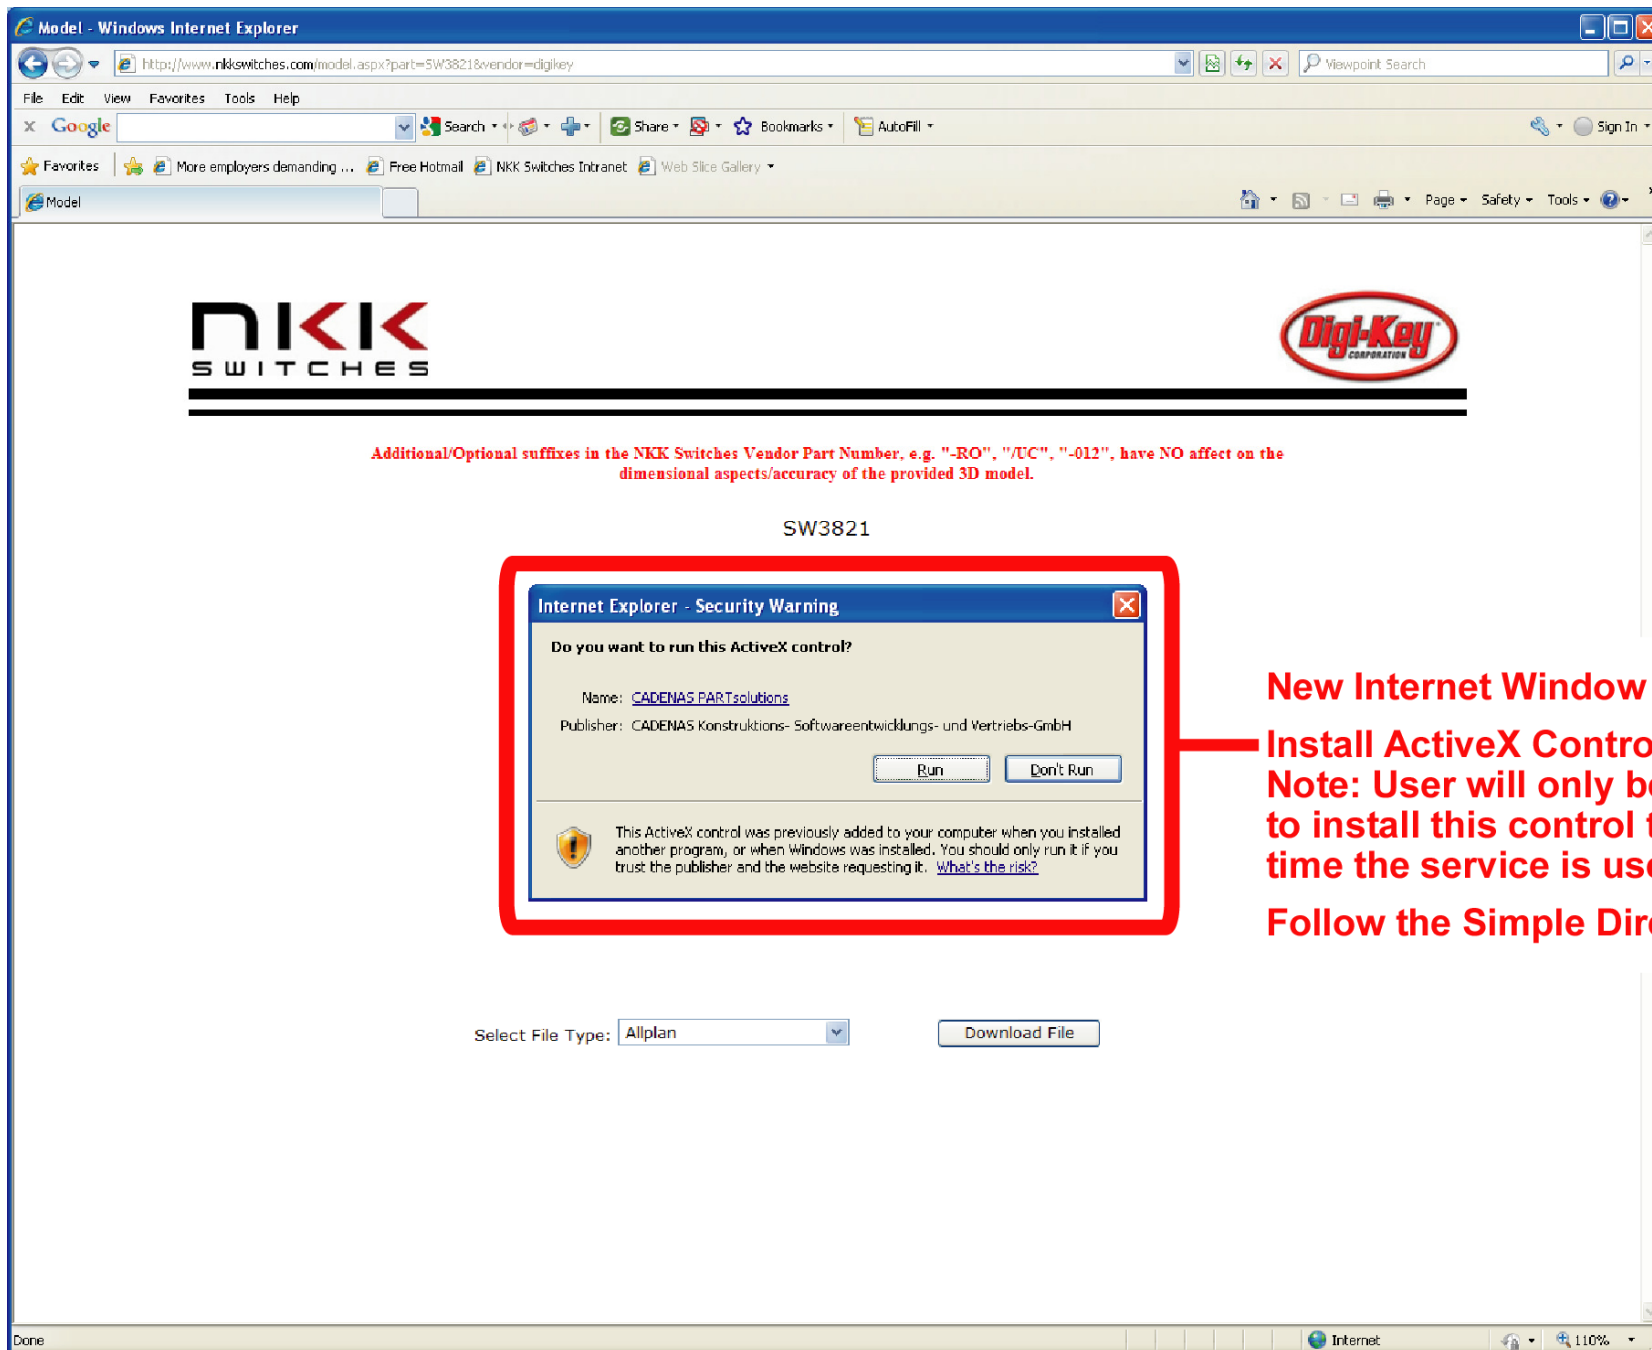 Model - Windows Internet Explorer
http://www.nkkswitches.com/model.aspx?part=SW3821&vendor=digikey
Viewpoint Search
File Edit View Favorites Tools Help
x Google Search Share Bookmarks AutoFill Sign In
Favorites More employers demanding ... Free Hotmail NKK Switches Intranet Web Slice Gallery
Model Page Safety Tools
nkk
SWITCHES
Digi-Key
CORPORATION
Additional/Optional suffixes in the NKK Switches Vendor Part Number, e.g. "-RO", "/UC", "-012", have NO affect on the
dimensional aspects/accuracy of the provided 3D model.
SW3821
Internet Explorer - Security Warning
Do you want to run this ActiveX control?
Name: CADENAS PARTsolutions
Publisher: CADENAS Konstruktions- Softwareentwicklungs- und Vertriebs-GmbH
Run Don't Run
This ActiveX control was previously added to your computer when you installed
another program, or when Windows was installed. You should only run it if you
trust the publisher and the website requesting it. What's the risk?
New Internet Window
Install ActiveX Contro
Note: User will only b
to install this control
time the service is us
Follow the Simple Dir
Select File Type: Allplan Download File
Done Internet 110%